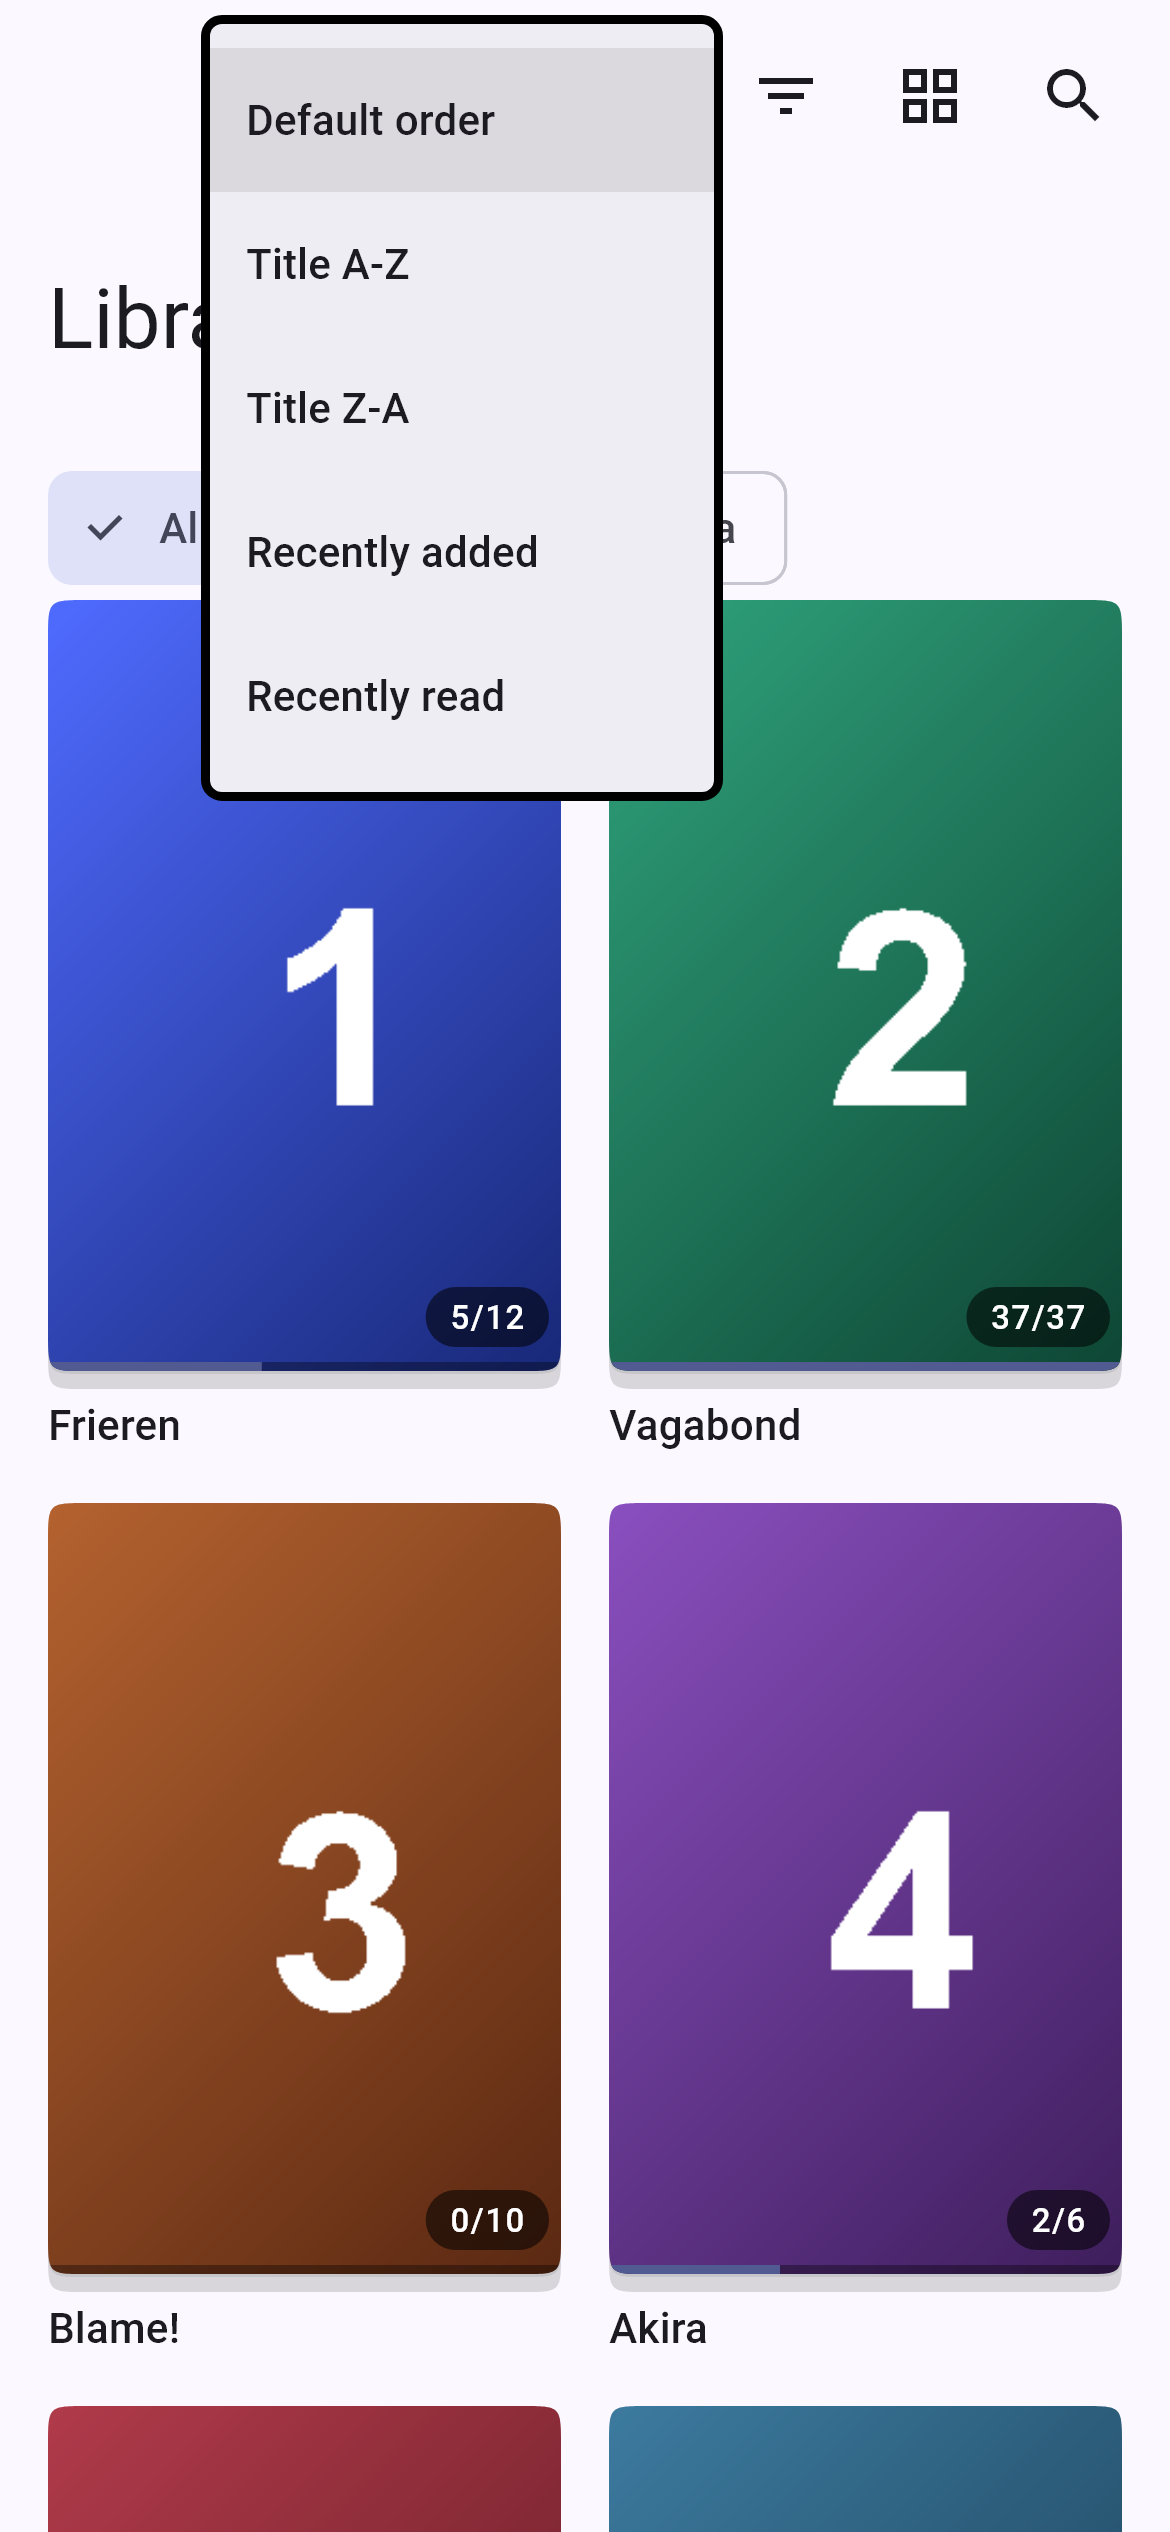 Default order
Title A-Z
Title Z-A
Recently added
Recently read
1
2
5/12
37/37
Frieren
Vagabond
3
4
0/10
2/6
Blame!
Akira